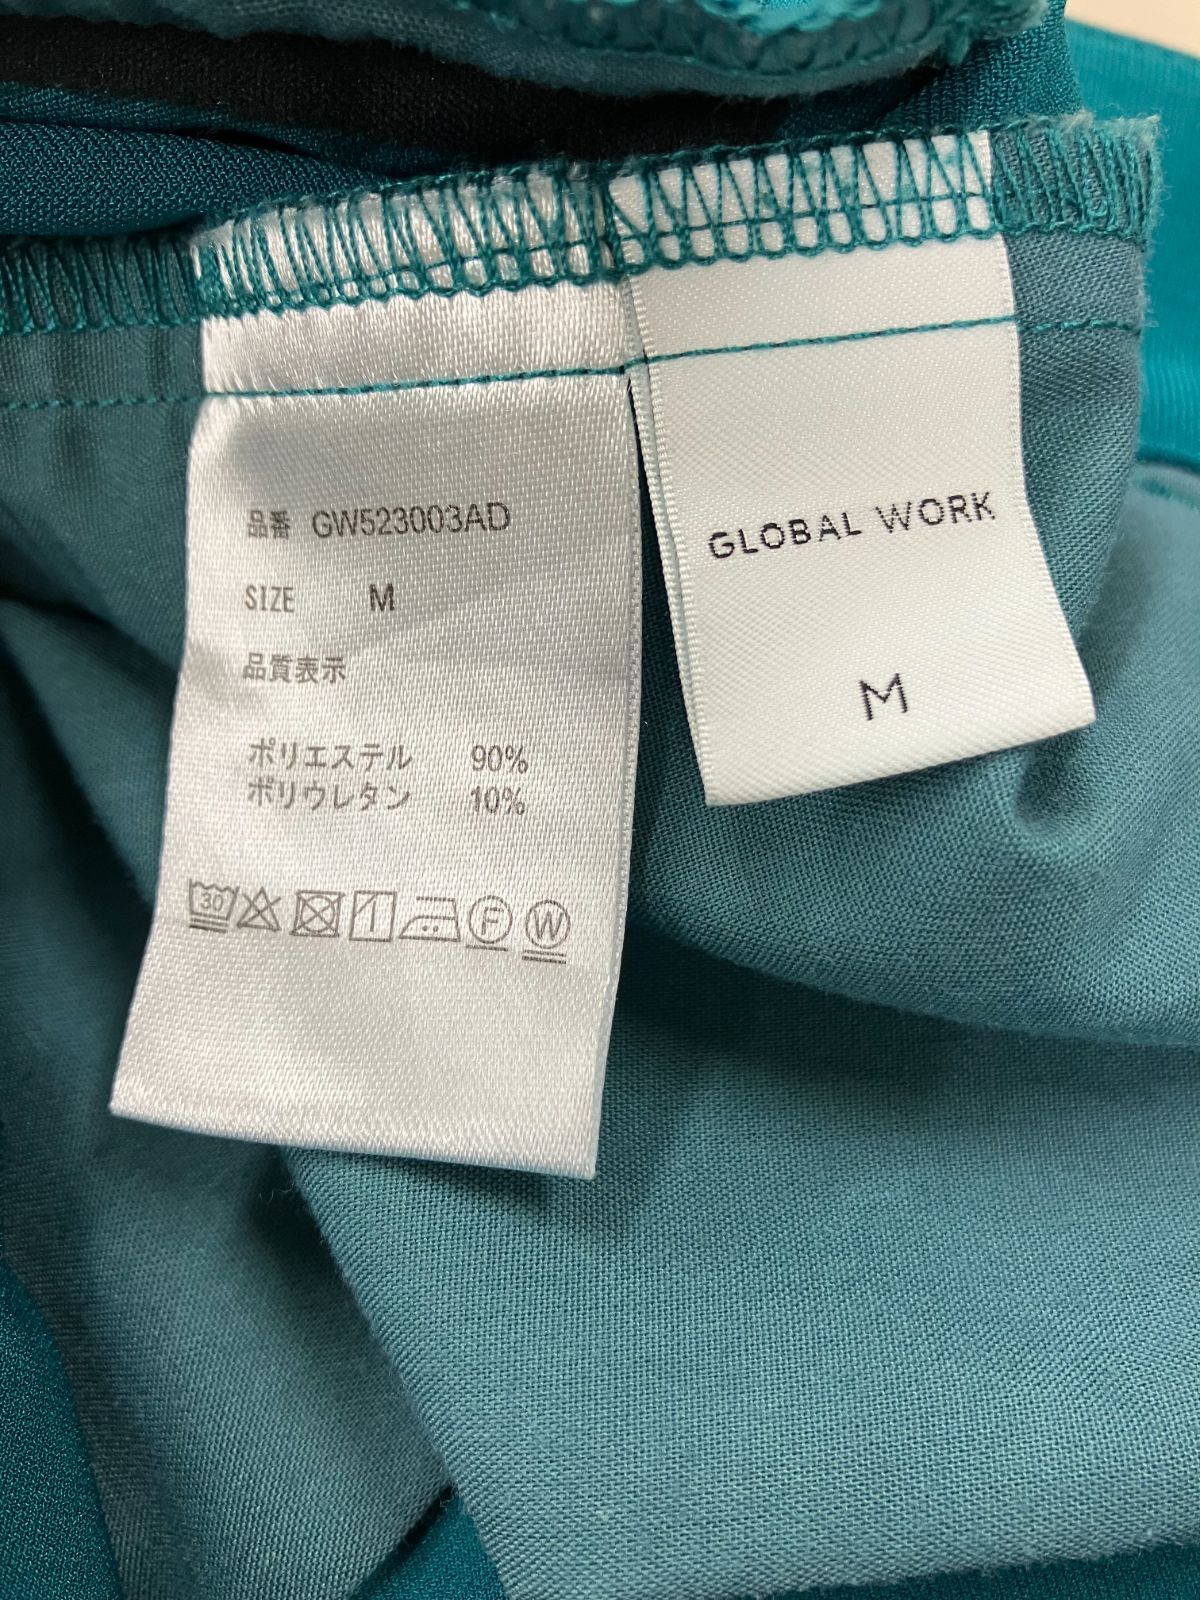 品番 GW523003AD
SIZE M
品質表示
ポリエステル 90%
ポリウレタン 10%
30 F W
GLOBAL WORK
M